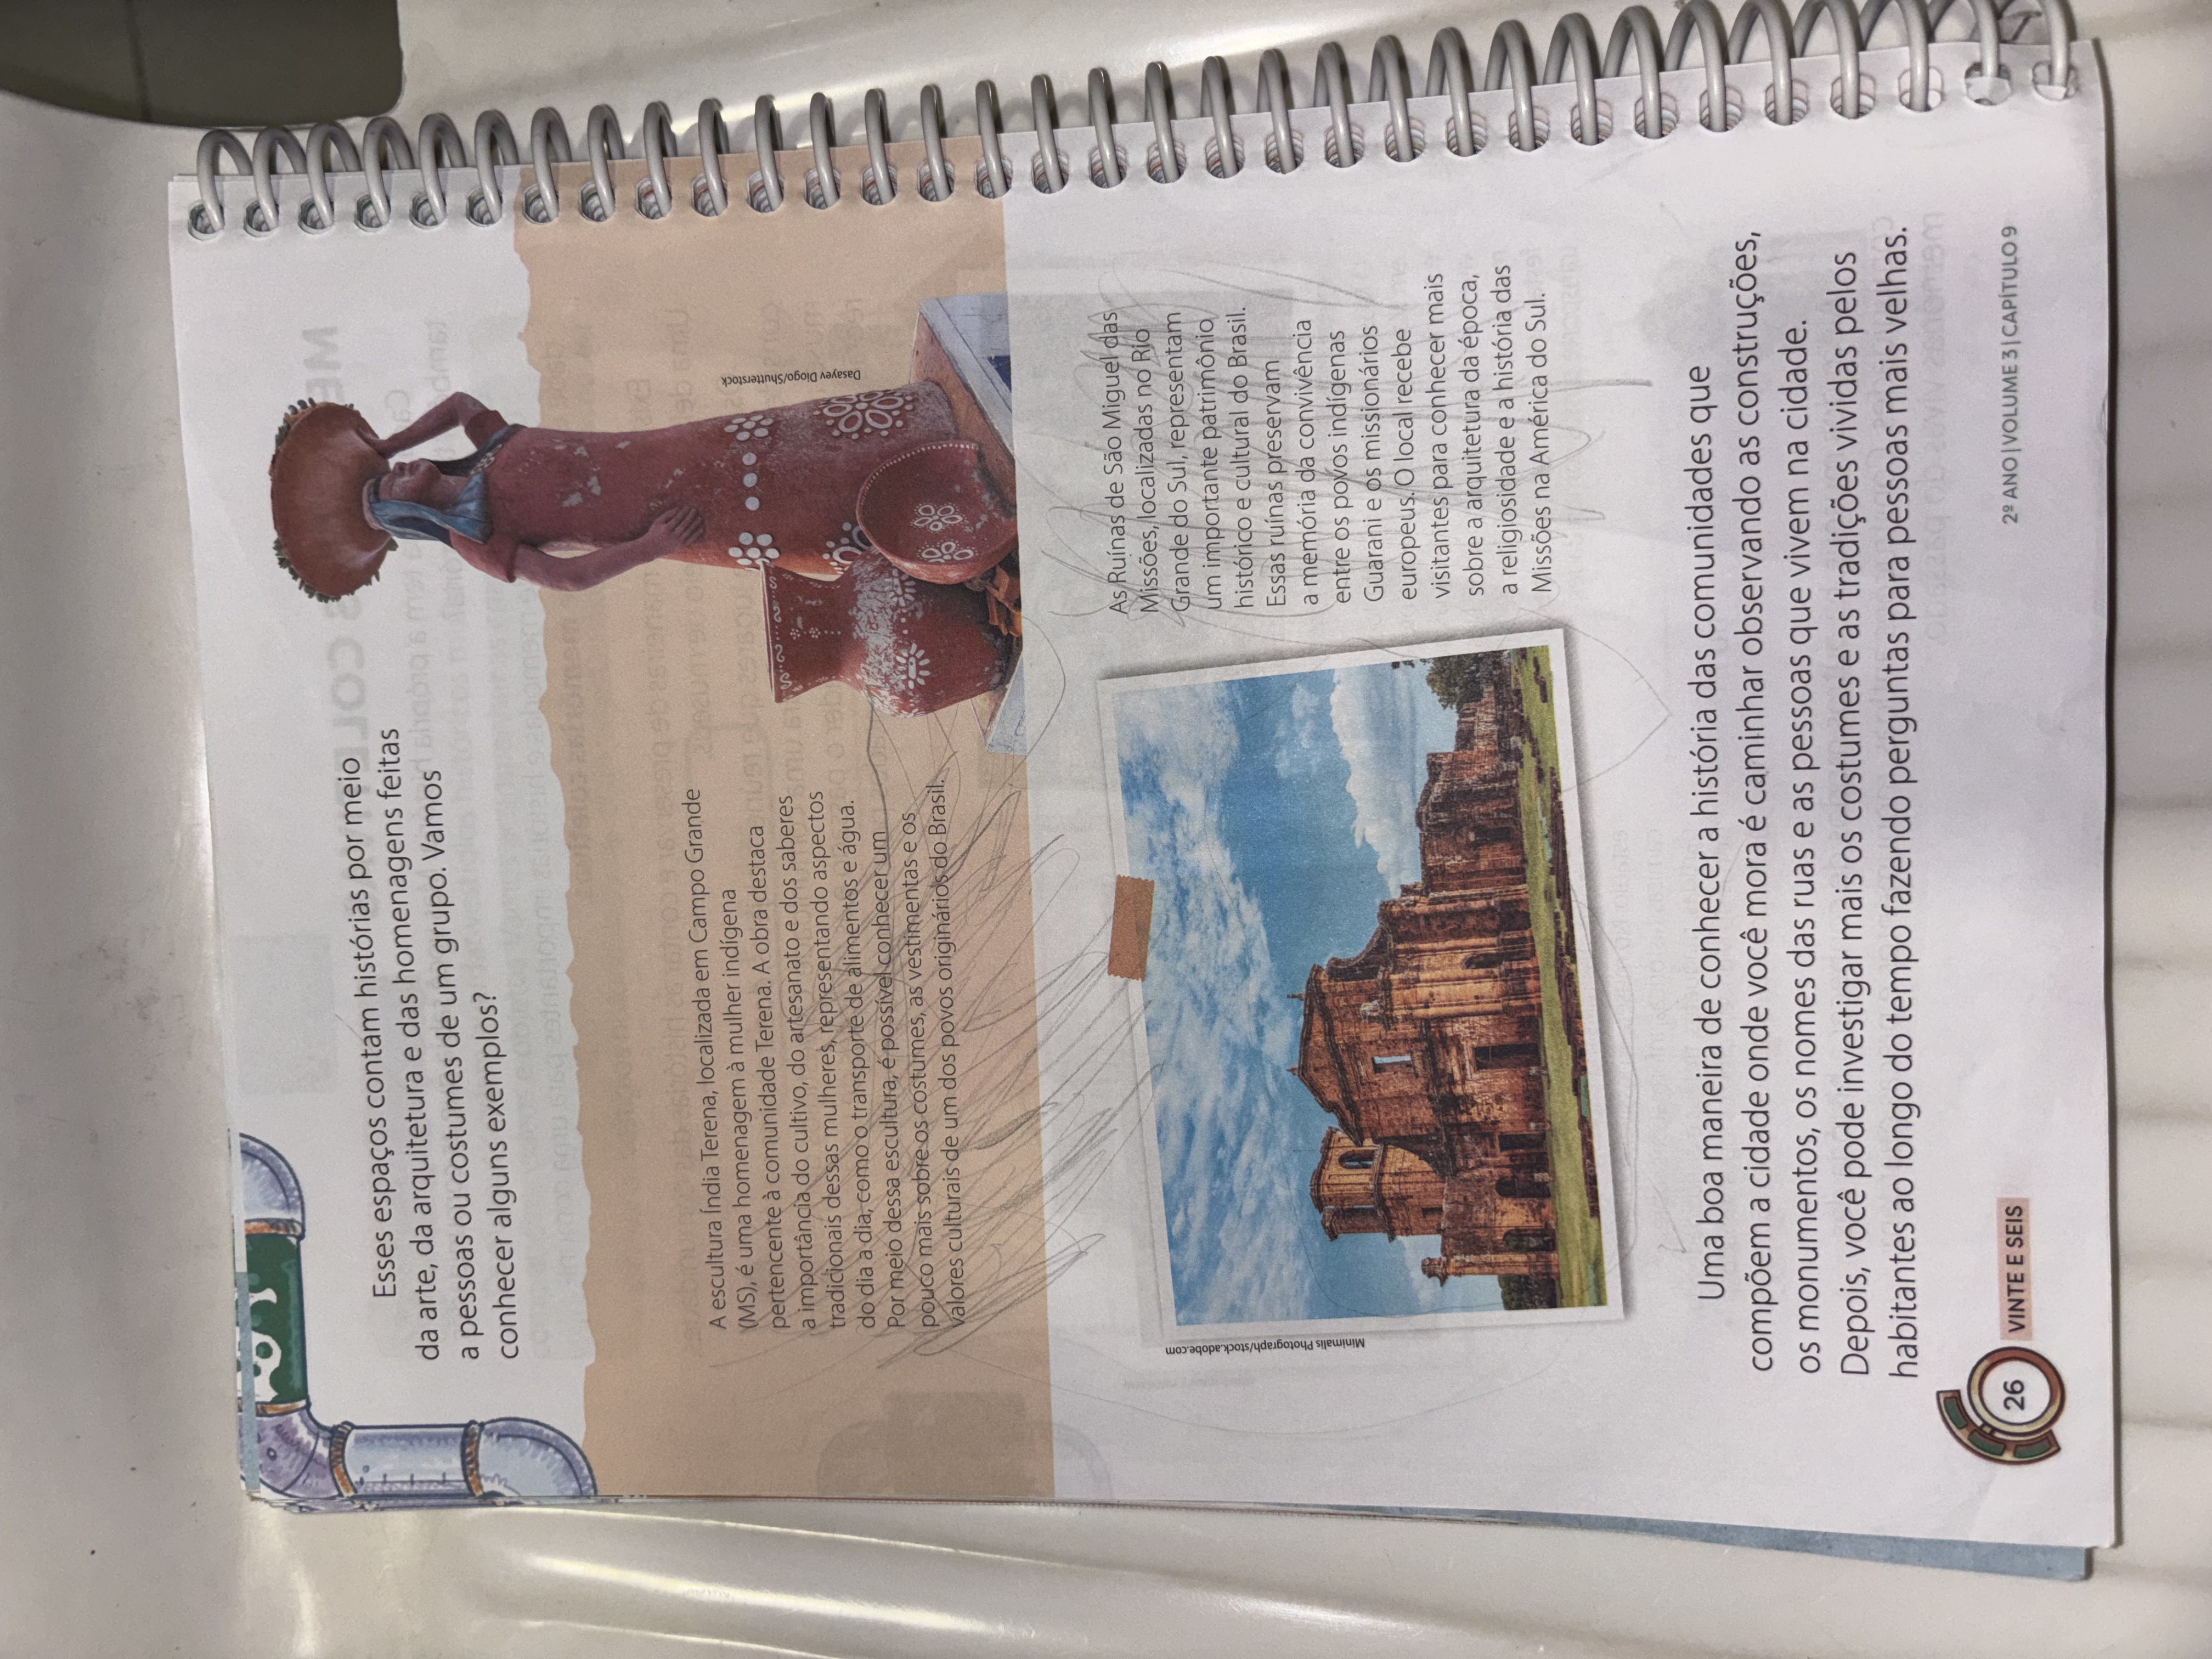 Esses espaços contam histórias por meio
da arte, da arquitetura e das homenagens feitas
a pessoas ou costumes de um grupo. Vamos
conhecer alguns exemplos?
A escultura Índia Terena, localizada em Campo Grande
(MS), é uma homenagem à mulher indígena
pertencente à comunidade Terena. A obra destaca
a importância do cultivo, do artesanato e dos saberes
tradicionais dessas mulheres, representando aspectos
do dia a dia, como o transporte de alimentos e água.
Por meio dessa escultura, é possível conhecer um
pouco mais sobre os costumes, as vestimentas e os
valores culturais de um dos povos originários do Brasil.
Dasayev Diogo/Shutterstock
Minimalis Photograph/stock.adobe.com
As Ruínas de São Miguel das
Missões, localizadas no Rio
Grande do Sul, representam
um importante patrimônio
histórico e cultural do Brasil.
Essas ruínas preservam
a memória da convivência
entre os povos indígenas
Guarani e os missionários
europeus. O local recebe
visitantes para conhecer mais
sobre a arquitetura da época,
a religiosidade e a história das
Missões na América do Sul.
Uma boa maneira de conhecer a história das comunidades que
compõem a cidade onde você mora é caminhar observando as construções,
os monumentos, os nomes das ruas e as pessoas que vivem na cidade.
Depois, você pode investigar mais os costumes e as tradições vividas pelos
habitantes ao longo do tempo fazendo perguntas para pessoas mais velhas.
26 VINTE E SEIS
2º ANO | VOLUME 3 | CAPÍTULO 9